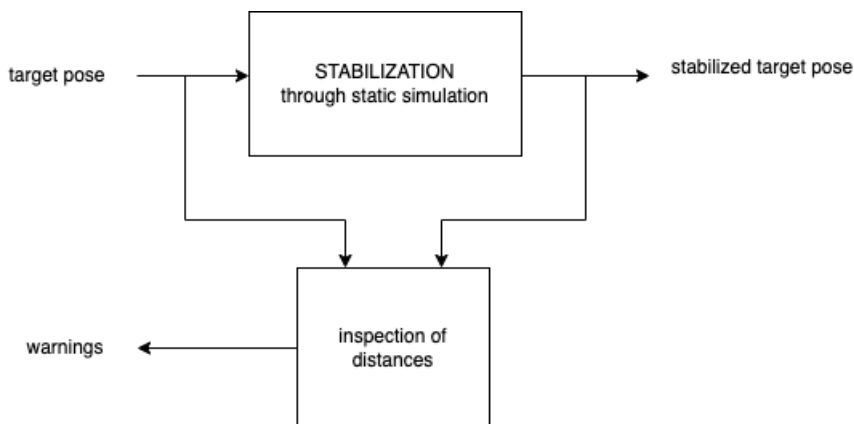 target pose
STABILIZATION
through static simulation
stabilized target pose
inspection of
distances
warnings